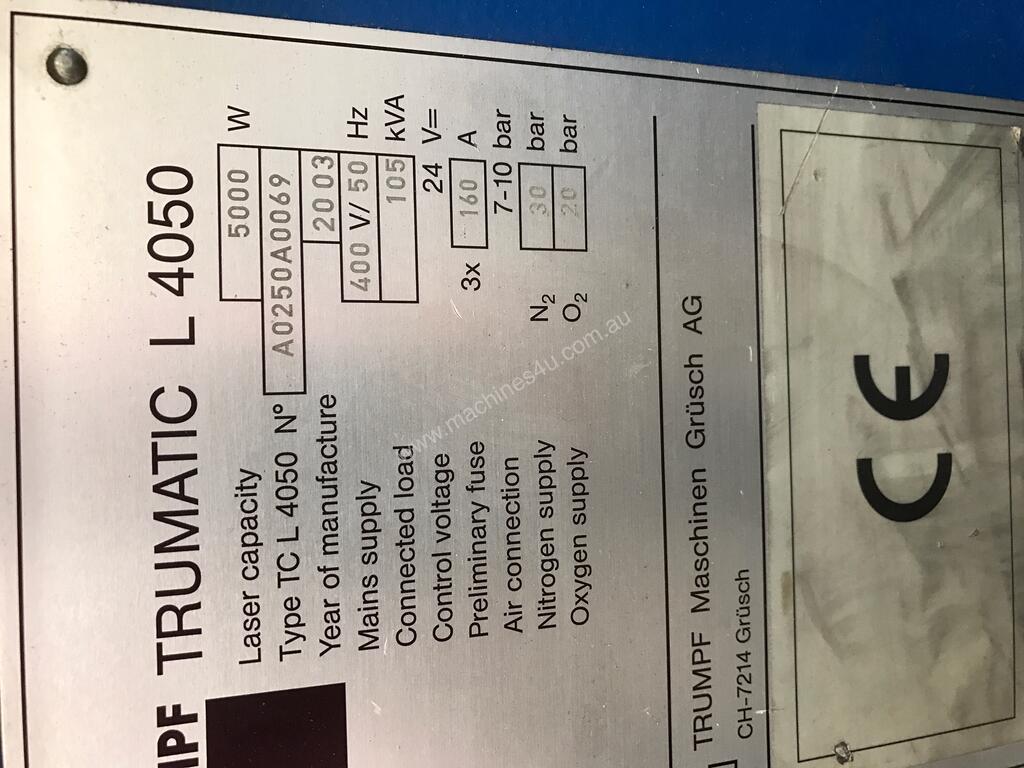 MPF TRUMATIC L 4050
Laser capacity 5000 W
Type TC L 4050 N° A0250A0069
Year of manufacture 2003
Mains supply 400 V/ 50 Hz
Connected load 105 kVA
Control voltage 24 V=
Preliminary fuse 3x 160 A
Air connection 7-10 bar
Nitrogen supply N2 30 bar
Oxygen supply O2 20 bar
TRUMPF Maschinen Grüsch AG
CH-7214 Grüsch
CE
www.machines4u.com.au